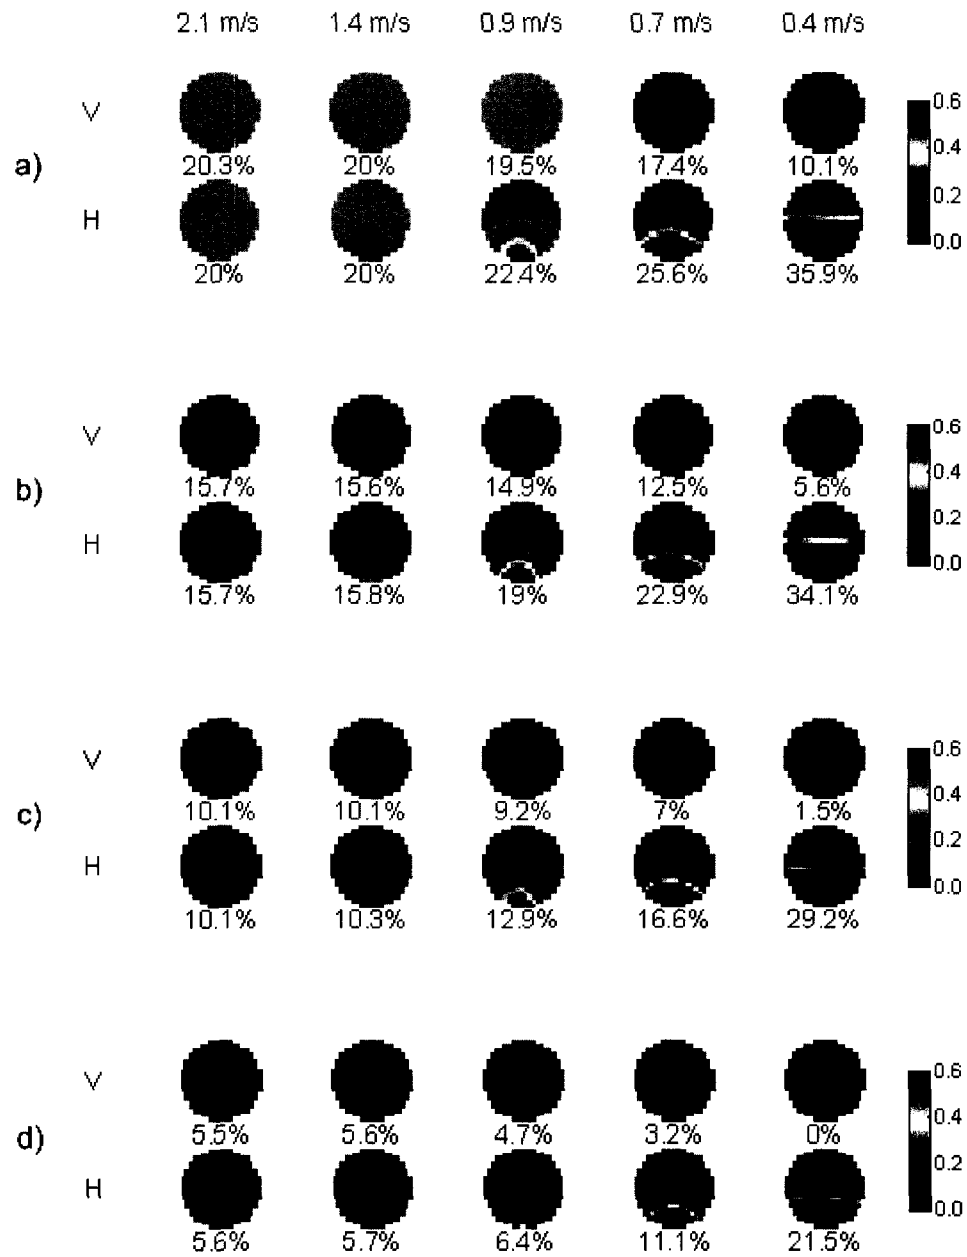 2.1 m/s 1.4 m/s 0.9 m/s 0.7 m/s 0.4 m/s
V
0.6
a)
20.3% 20% 19.5% 17.4% 10.1%
0.4
H
0.2
0.0
20% 20% 22.4% 25.6% 35.9%
V
0.6
b)
15.7% 15.6% 14.9% 12.5% 5.6%
0.4
H
0.2
0.0
15.7% 15.8% 19% 22.9% 34.1%
V
0.6
c)
10.1% 10.1% 9.2% 7% 1.5%
0.4
H
0.2
0.0
10.1% 10.3% 12.9% 16.6% 29.2%
V
0.6
d)
5.5% 5.6% 4.7% 3.2% 0%
0.4
H
0.2
0.0
5.6% 5.7% 6.4% 11.1% 21.5%